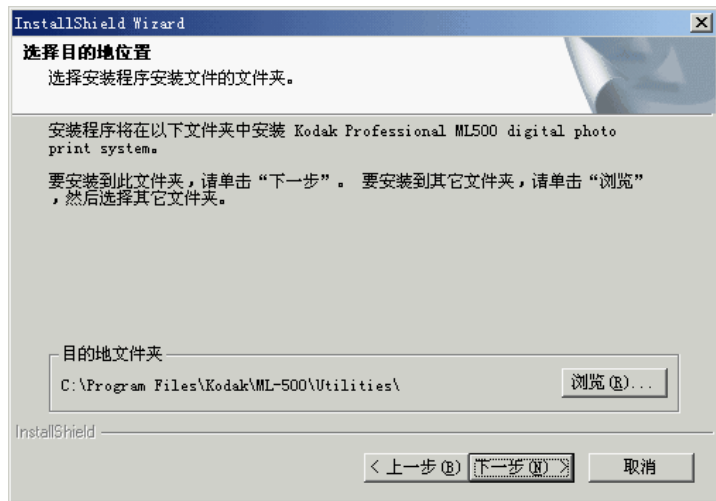 InstallShield Wizard
选择目的地位置
选择安装程序安装文件的文件夹。
安装程序将在以下文件夹中安装 Kodak Professional ML500 digital photo
print system。
要安装到此文件夹，请单击“下一步”。 要安装到其它文件夹，请单击“浏览”
，然后选择其它文件夹。
目的地文件夹
C:\Program Files\Kodak\ML-500\Utilities\
浏览(R)...
InstallShield
< 上一步(B)
下一步(N) >
取消